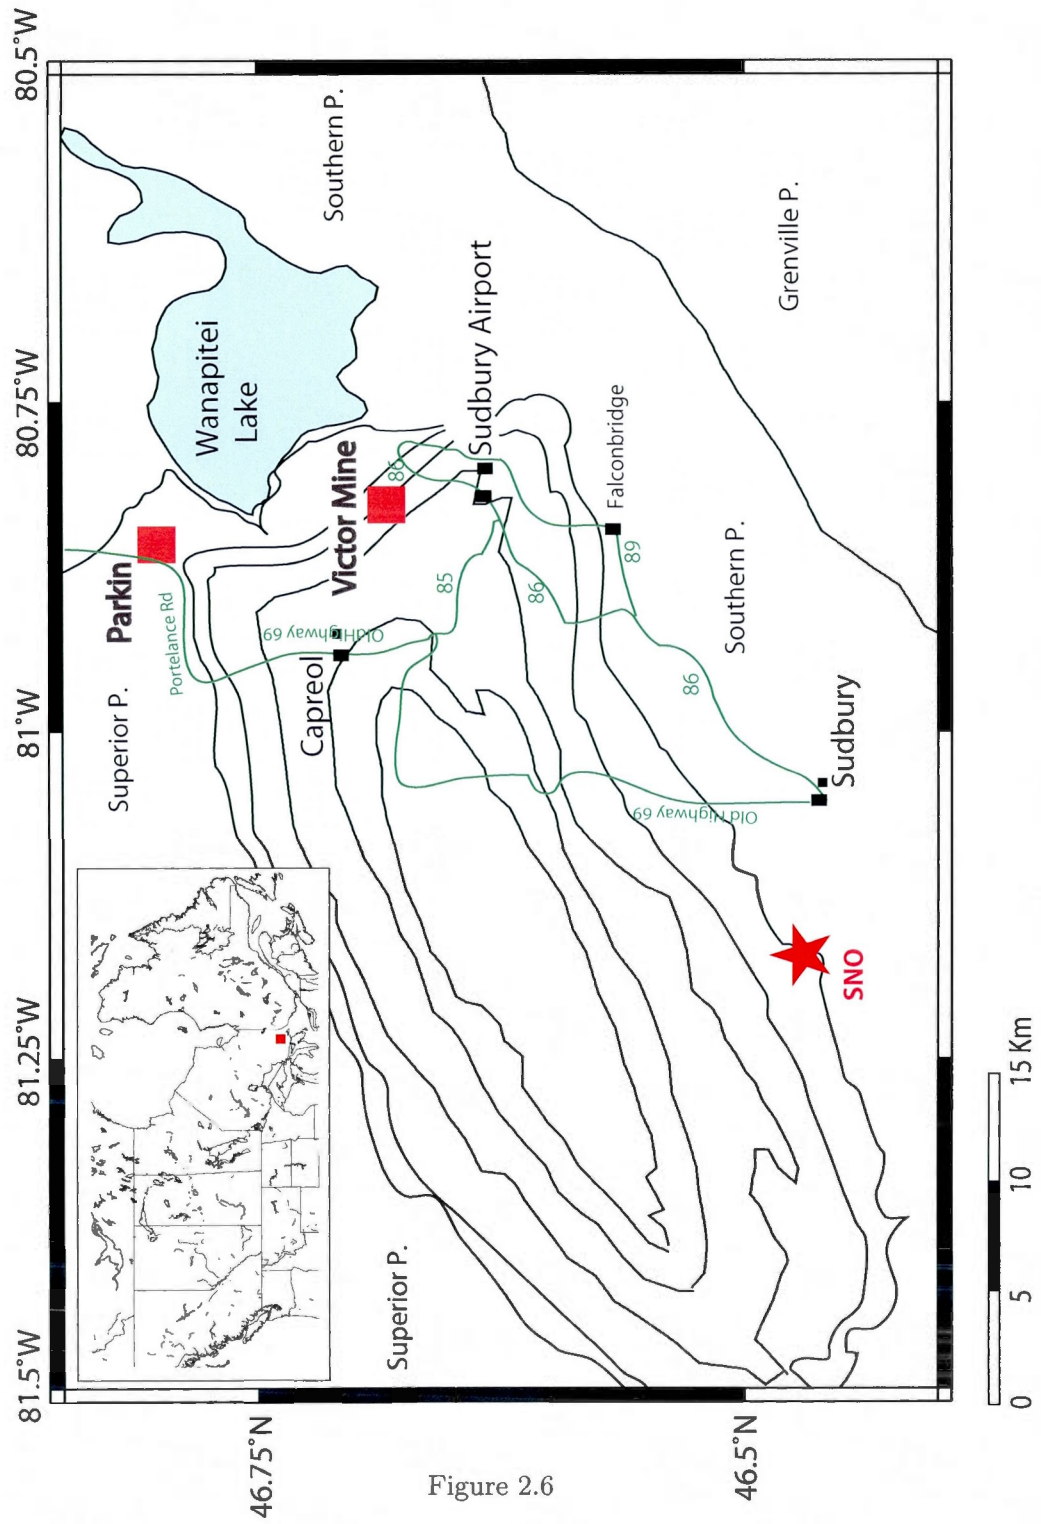 81.5°W
81.25°W
81°W
80.75°W
80.5°W
46.75°N
46.5°N
Superior P.
Superior P.
Parkin
Portelance Rd
Wanapitei
Lake
Southern P.
Victor Mine
86
Capreol
Old Highway 69
85
Sudbury Airport
86
Falconbridge
89
Southern P.
Grenville P.
86
Old Highway 69
Sudbury
SNO
0 5 10 15 Km
Figure 2.6